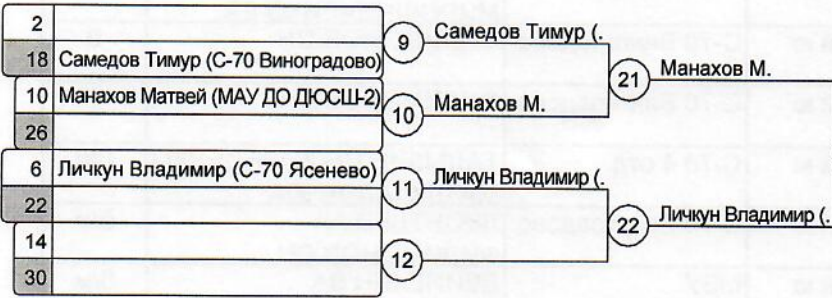 2
18 Самедов Тимур (С-70 Виноградово)
9 Самедов Тимур (.
10 Манахов Матвей (МАУ ДО ДЮСШ-2)
26
10 Манахов М.
21 Манахов М.
6 Личкун Владимир (С-70 Ясенево)
22
11 Личкун Владимир (.
14
30
12
22 Личкун Владимир (.